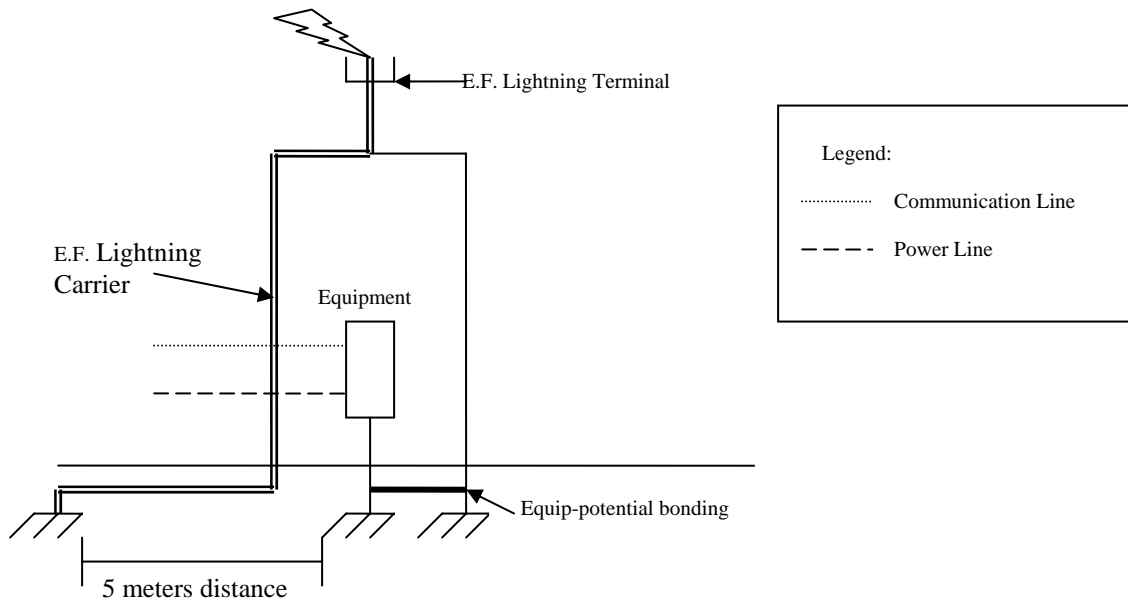 E.F. Lightning Terminal
Legend:
Communication Line
Power Line
E.F. Lightning
Carrier
Equipment
Equip-potential bonding
5 meters distance